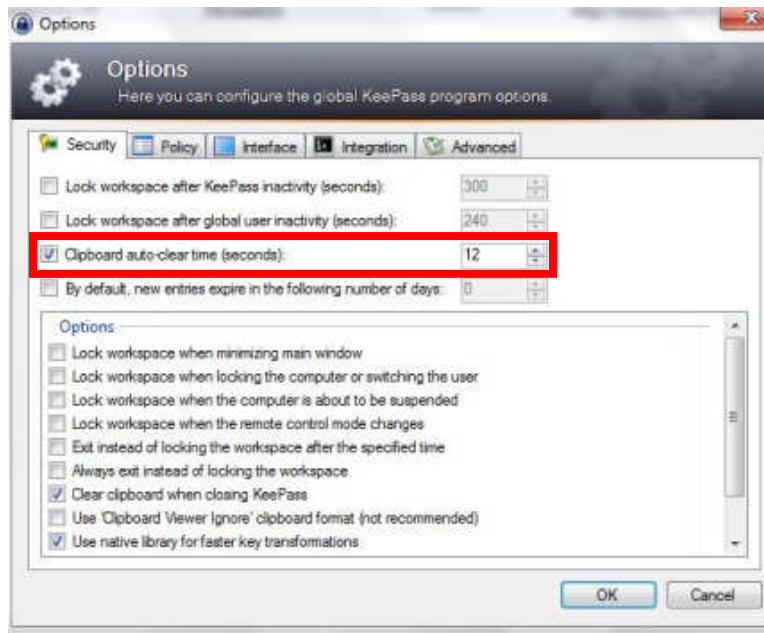 Options
Options
Here you can configure the global KeePass program options.
Security Policy Interface Integration Advanced
Lock workspace after KeePass inactivity (seconds): 300
Lock workspace after global user inactivity (seconds): 240
Clipboard auto-clear time (seconds): 12
By default, new entries expire in the following number of days: 0
Options
Lock workspace when minimizing main window
Lock workspace when locking the computer or switching the user
Lock workspace when the computer is about to be suspended
Lock workspace when the remote control mode changes
Exit instead of locking the workspace after the specified time
Always exit instead of locking the workspace
Clear clipboard when closing KeePass
Use 'Clipboard Viewer Ignore' clipboard format (not recommended)
Use native library for faster key transformations
OK Cancel